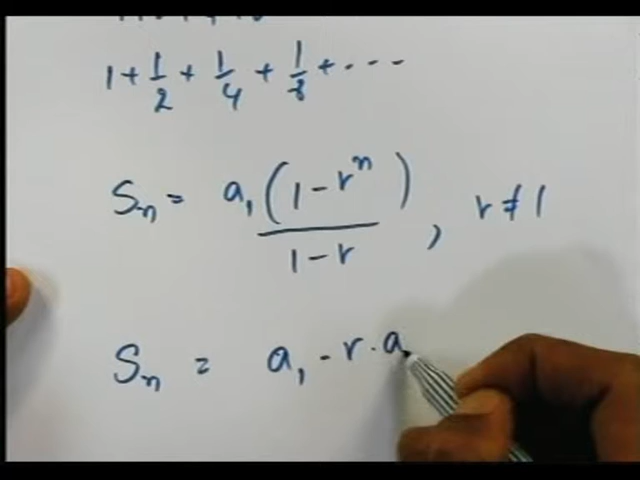 1 + 1/2 + 1/4 + 1/8 + ...
Sn = a1 (1 - r^n) / 1 - r , r ≠ 1
Sn = a1 - r . a